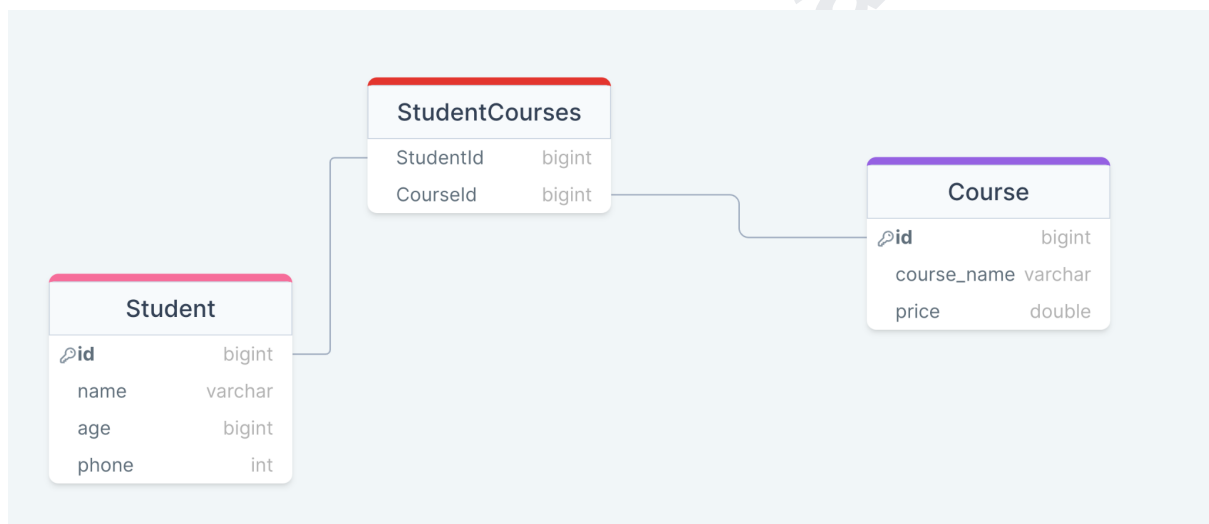 StudentCourses
StudentId bigint
CourseId bigint
Course
id bigint
course_name varchar
price double
Student
id bigint
name varchar
age bigint
phone int